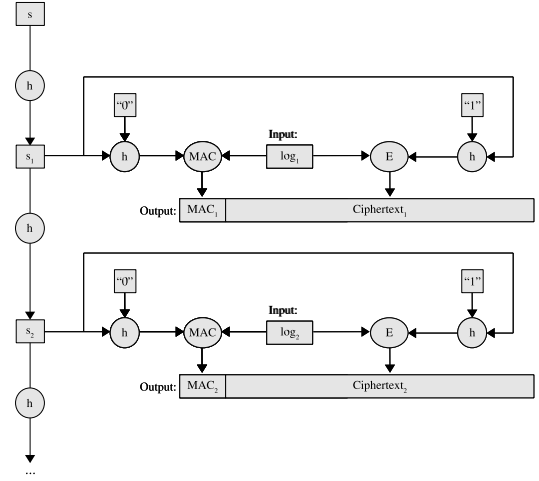 s
h
"0"
"1"
Input:
s₁
h
MAC
log₁
E
h
Output:
MAC₁
Ciphertext₁
h
"0"
"1"
Input:
s₂
h
MAC
log₂
E
h
Output:
MAC₂
Ciphertext₂
h
...